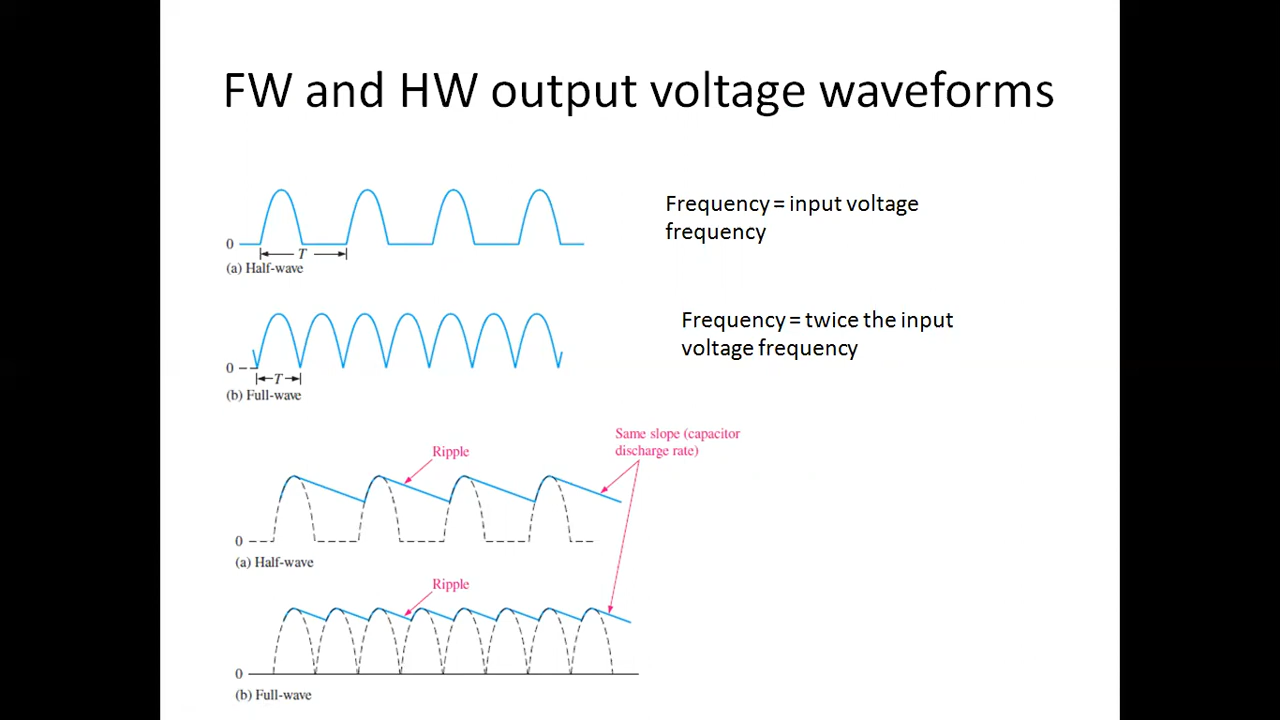 FW and HW output voltage waveforms
0
T
(a) Half-wave
Frequency = input voltage
frequency
0
T
(b) Full-wave
Frequency = twice the input
voltage frequency
Same slope (capacitor
discharge rate)
Ripple
0
(a) Half-wave
Ripple
0
(b) Full-wave